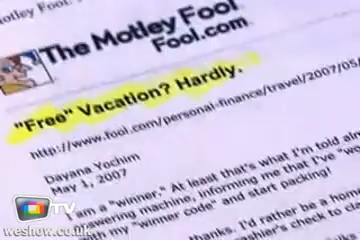 Motley Fool
The Motley Fool
Fool.com
"Free" Vacation? Hardly.
http://www.fool.com/personal-finance/travel/2007/05/
Dayana Yochim
May 1, 2007
I am a "winner." At least that's what I'm told
answering machine, informing me that I've
with my "winner code" and start packing!
thanks. I'd rather be a
cashier's check to
TV
weshow.co.uk